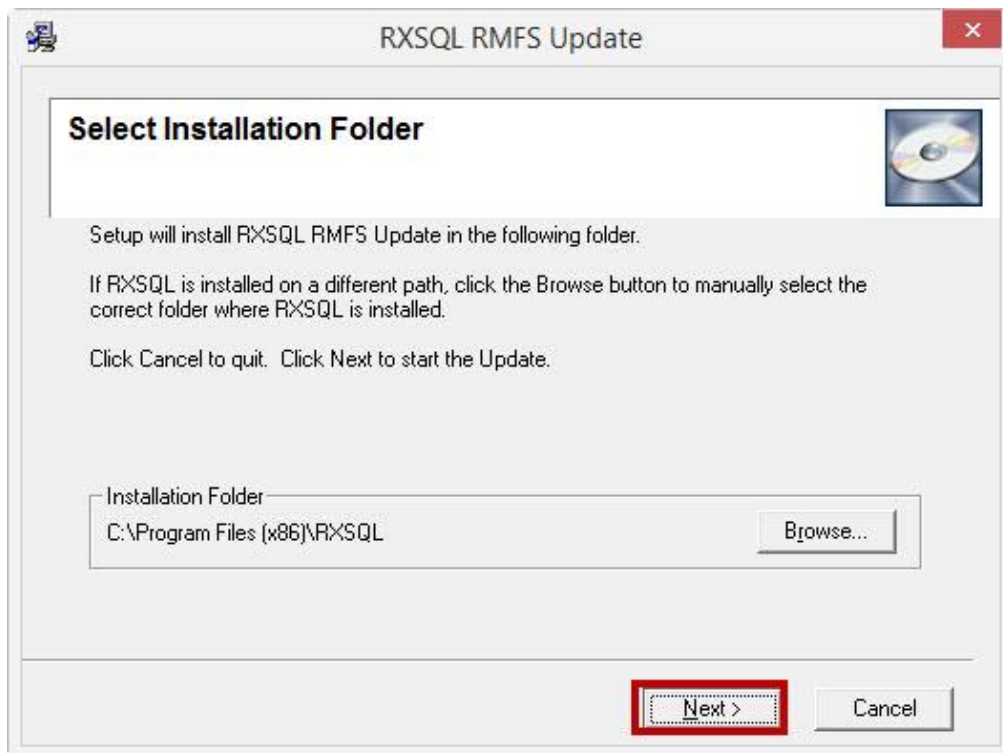 RXSQL RMFS Update
Select Installation Folder
Setup will install RXSQL RMFS Update in the following folder.
If RXSQL is installed on a different path, click the Browse button to manually select the
correct folder where RXSQL is installed.
Click Cancel to quit.  Click Next to start the Update.
Installation Folder
C:\Program Files (x86)\RXSQL
Browse...
Next >
Cancel